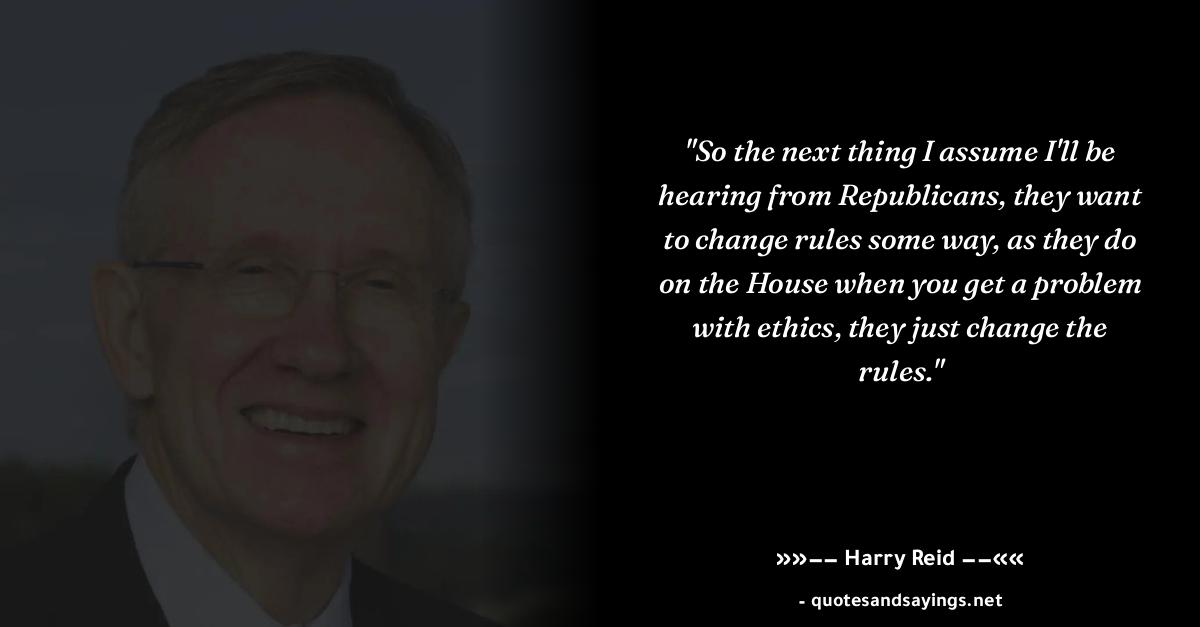 "So the next thing I assume I'll be
hearing from Republicans, they want
to change rules some way, as they do
on the House when you get a problem
with ethics, they just change the
rules."
»»–– Harry Reid ––««
- quotesandsayings.net